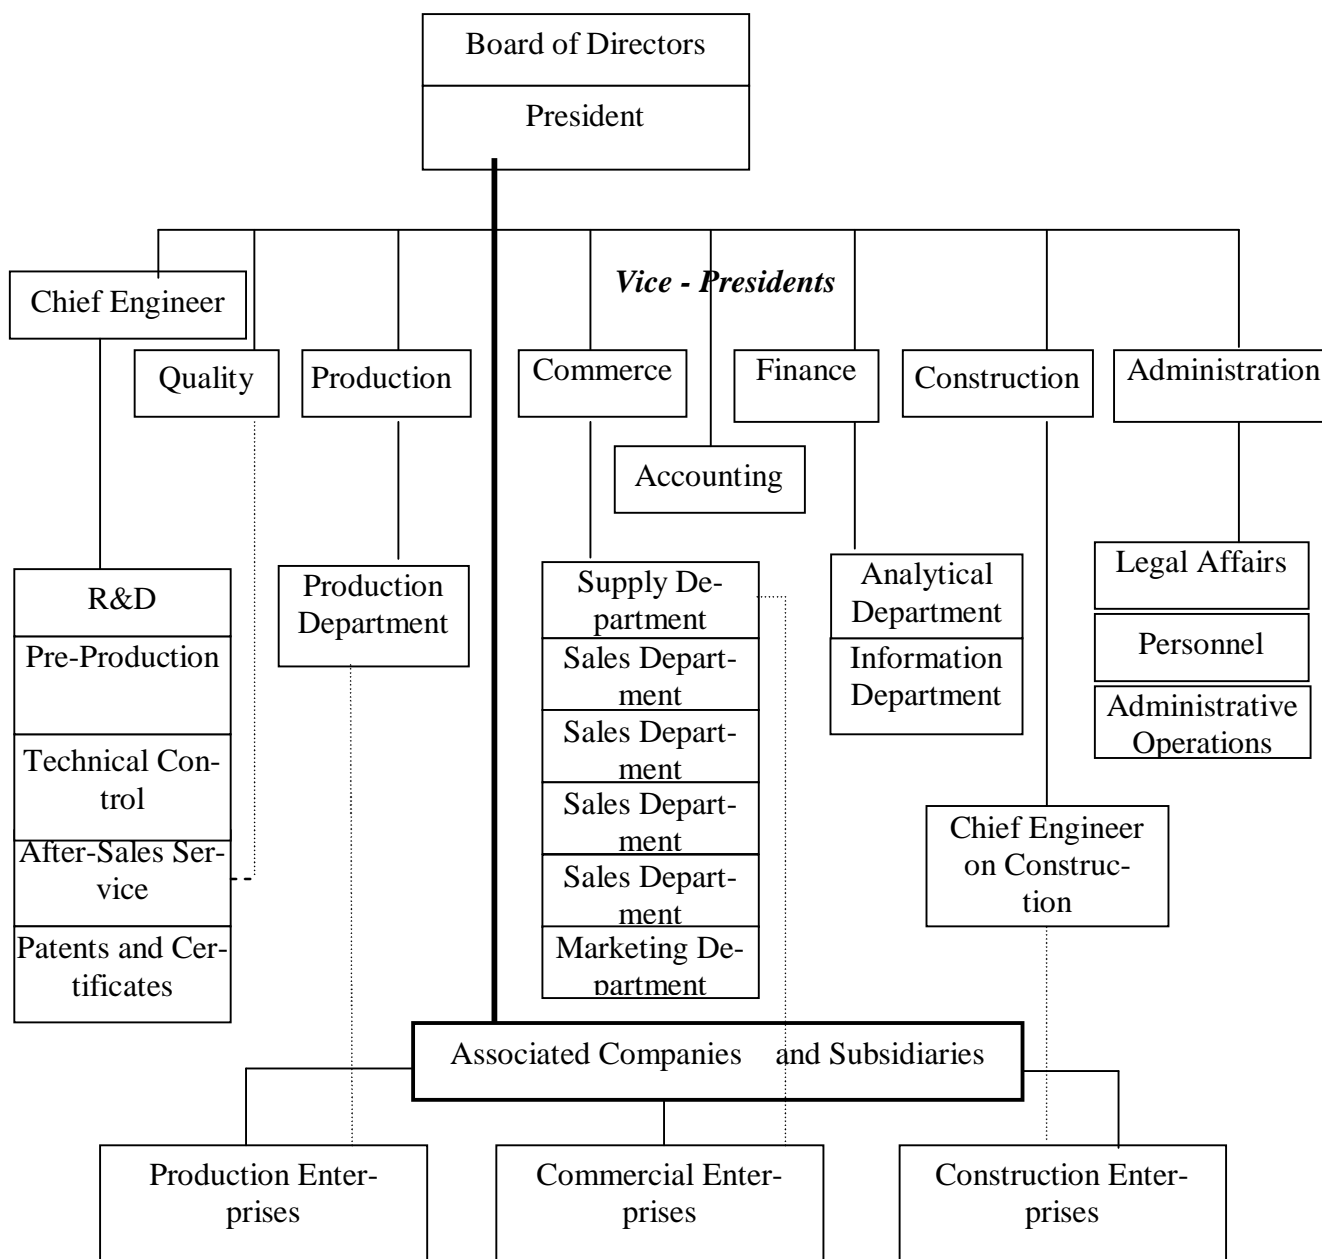 Board of Directors
President
Vice - Presidents
Chief Engineer
Quality
Production
Commerce
Finance
Construction
Administration
Accounting
R&D
Pre-Production
Technical Con-
trol
After-Sales Ser-
vice
Patents and Cer-
tificates
Production
Department
Supply De-
partment
Sales Depart-
ment
Sales Depart-
ment
Sales Depart-
ment
Sales Depart-
ment
Marketing De-
partment
Analytical
Department
Information
Department
Chief Engineer
on Construc-
tion
Legal Affairs
Personnel
Administrative
Operations
Associated Companies and Subsidiaries
Production Enter-
prises
Commercial Enter-
prises
Construction Enter-
prises